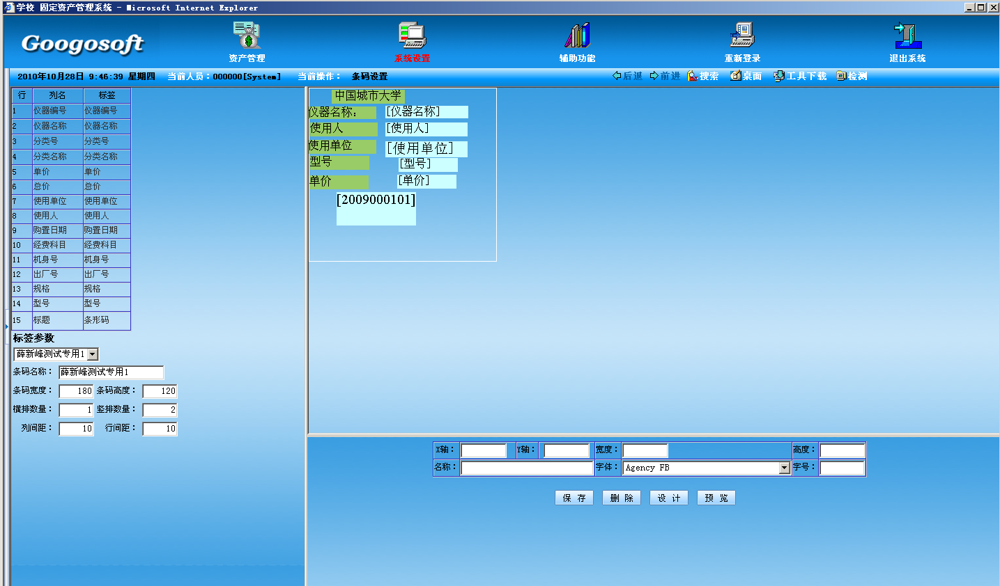 学校 固定资产管理系统 - Microsoft Internet Explorer
Googosoft
资产管理
系统设置
辅助功能
重新登录
退出系统
2010年10月28日 9:46:39 星期四 当前人员：000000[System] 当前操作： 条码设置
后退 前进 搜索 桌面 工具下载 检测
行 列名 标签
1 仪器编号 仪器编号
2 仪器名称 仪器名称
3 分类号 分类号
4 分类名称 分类名称
5 单价 单价
6 总价 总价
7 使用单位 使用单位
8 使用人 使用人
9 购置日期 购置日期
10 经费科目 经费科目
11 机身号 机身号
12 出厂号 出厂号
13 规格 规格
14 型号 型号
15 标题 条形码
标签参数
薛新峰测试专用1
条码名称： 薛新峰测试专用1
条码宽度： 180 条码高度： 120
横排数量： 1 竖排数量： 2
列间距： 10 行间距： 10
中国城市大学
仪器名称： [仪器名称]
使用人 [使用人]
使用单位 [使用单位]
型号 [型号]
单价 [单价]
[2009000101]
X轴： Y轴： 宽度： 高度：
名称： 字体： Agency FB 字号：
保 存 删 除 设 计 预 览